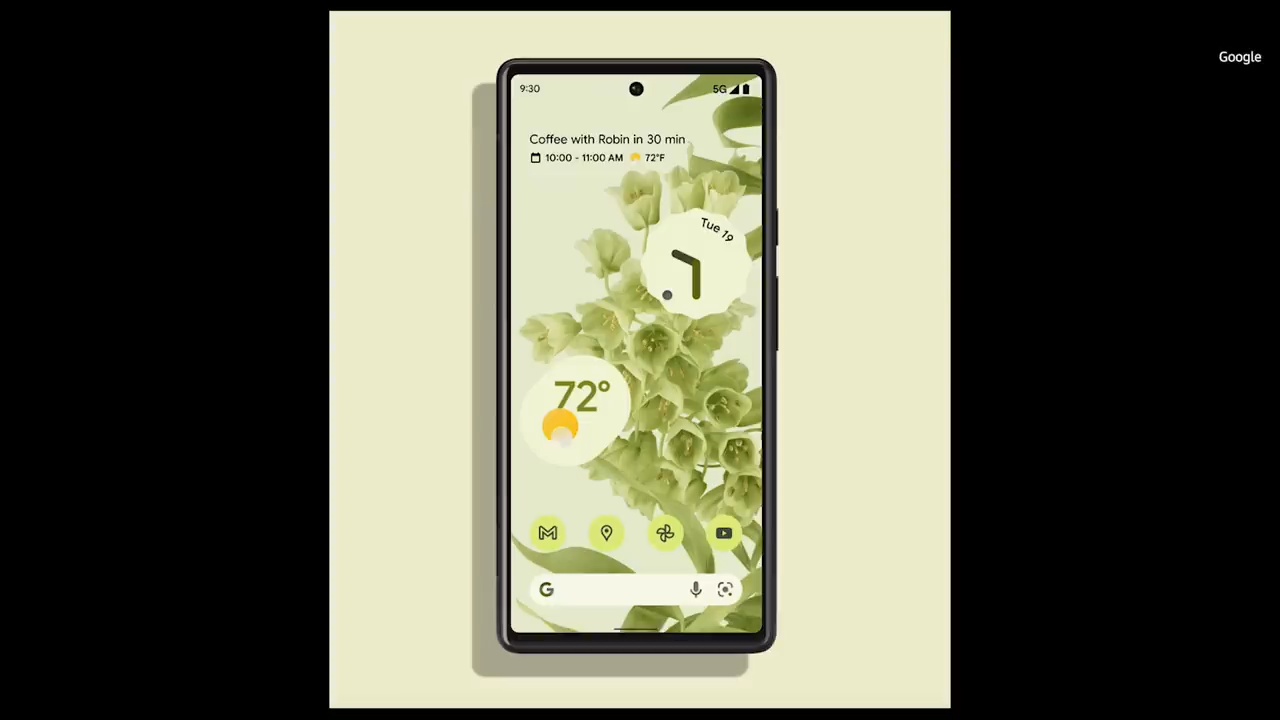 Google
9:30
5G
Coffee with Robin in 30 min
10:00 - 11:00 AM 72°F
Tue 19
72°
G